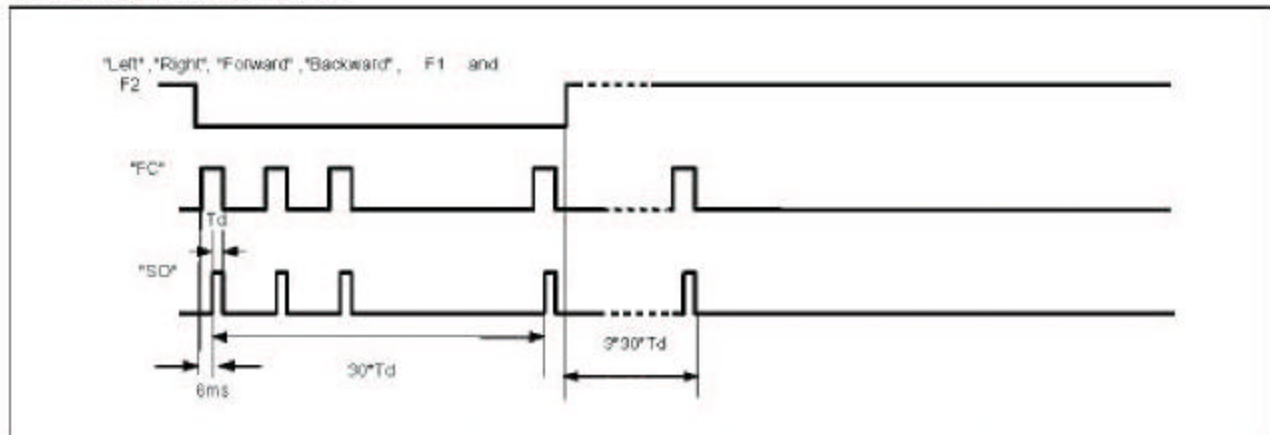 "Left","Right", "Forward","Backward", F1 and
F2
"FC"
Td
"SO"
3*30*Td
30*Td
6ms